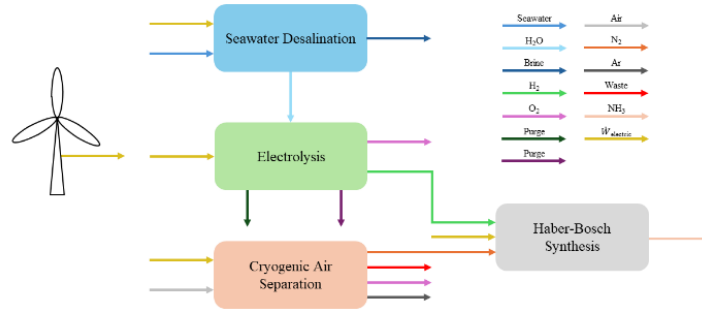 Seawater Desalination
Electrolysis
Cryogenic Air
Separation
Haber-Bosch
Synthesis
Seawater
H₂O
Brine
H₂
O₂
Purge
Purge
Air
N₂
Ar
Waste
NH₃
Ẇelectric